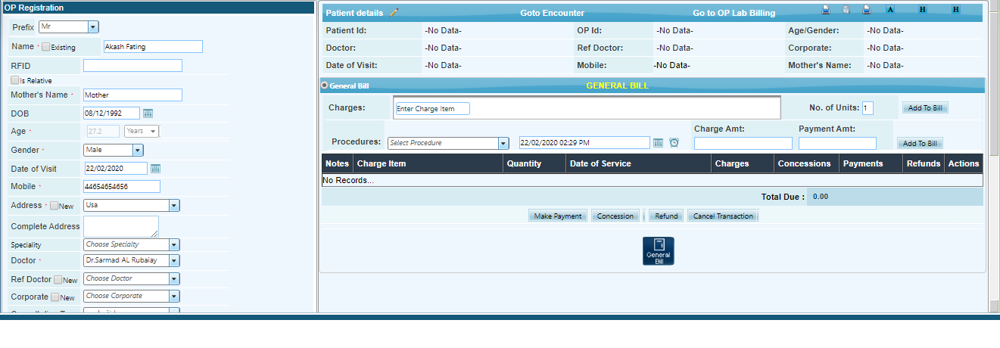 OP Registration
Prefix Mr
Name * Existing Akash Fating
RFID
Is Relative
Mother's Name * Mother
DOB 08/12/1992
Age * 27.2 Years
Gender * Male
Date of Visit 22/02/2020
Mobile * 44654654656
Address * New Usa
Complete Address
Speciality Choose Specialty
Doctor * Dr.Sarmad AL Rubaiay
Ref Doctor New Choose Doctor
Corporate New Choose Corporate
Patient details Goto Encounter Go to OP Lab Billing A H H
Patient Id: -No Data- OP Id: -No Data- Age/Gender: -No Data-
Doctor: -No Data- Ref Doctor: -No Data- Corporate: -No Data-
Date of Visit: -No Data- Mobile: -No Data- Mother's Name: -No Data-
General Bill GENERAL BILL
Charges: Enter Charge Item No. of Units: 1 Add To Bill
Charge Amt: Payment Amt:
Procedures: Select Procedure 22/02/2020 02:29 PM Add To Bill
Notes Charge Item Quantity Date of Service Charges Concessions Payments Refunds Actions
No Records...
Total Due : 0.00
Make Payment Concession Refund Cancel Transaction
General
Bill